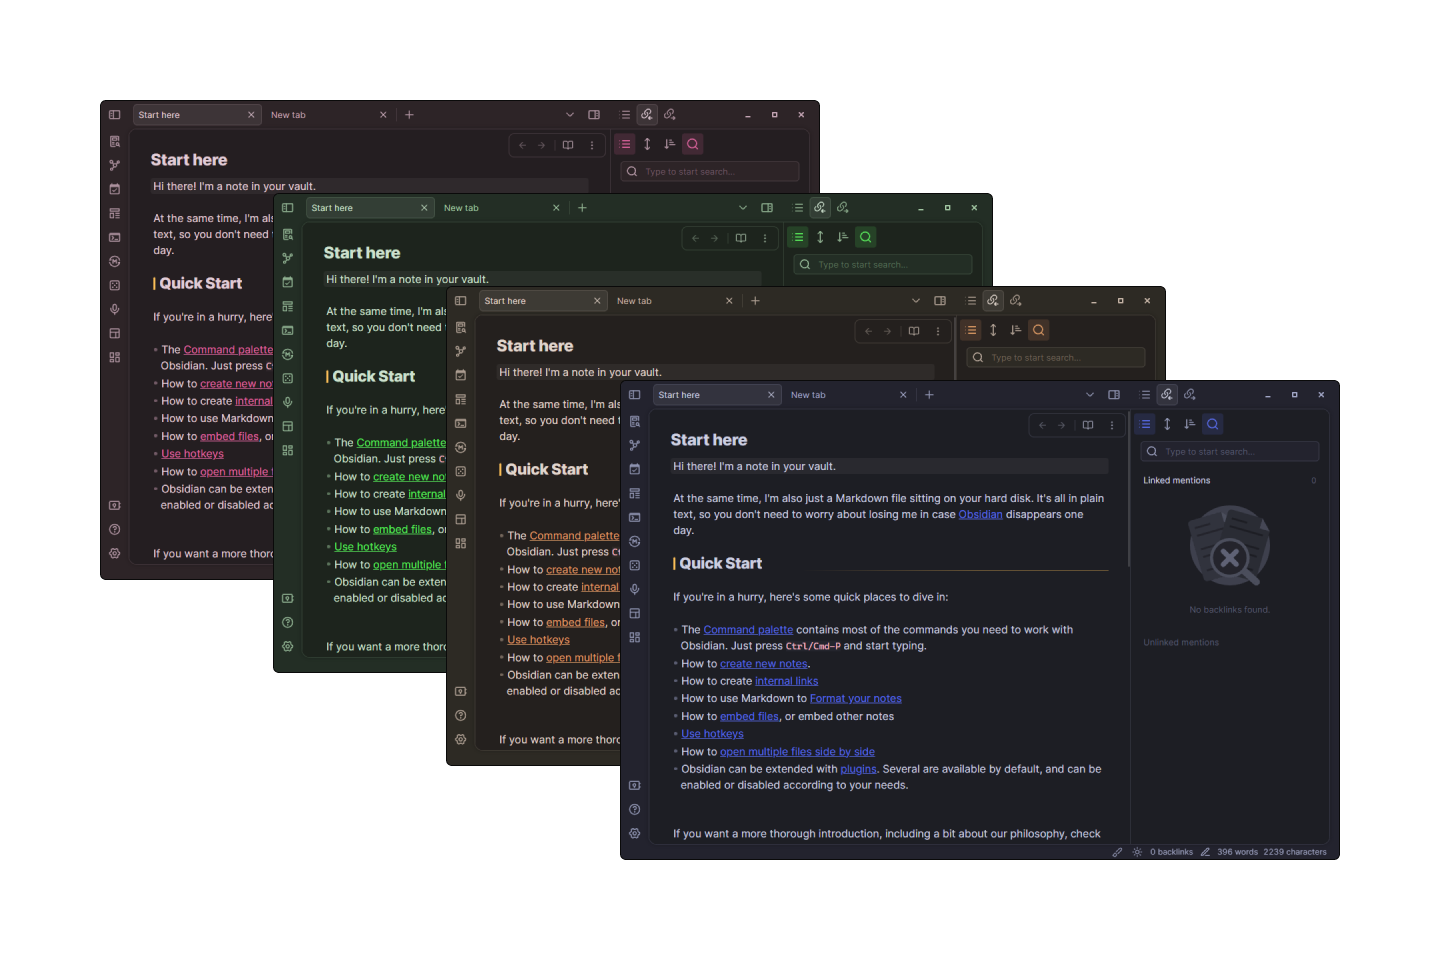 Start here
New tab
Type to start search...
Start here
Hi there! I'm a note in your vault.
At the same time, I'm als
text, so you don't need
day.
Quick Start
If you're in a hurry, here'
The Command palette
Obsidian. Just press C
How to create new no
How to create internal
How to use Markdown
How to embed files, o
Use hotkeys
How to open multiple f
Obsidian can be exten
enabled or disabled ac
If you want a more thoro
Start here
New tab
Type to start search...
Start here
Hi there! I'm a note in your vault.
At the same time, I'm als
text, so you don't need t
day.
Quick Start
If you're in a hurry, here'
The Command palette
Obsidian. Just press C
How to create new no
How to create internal
How to use Markdown
How to embed files, o
Use hotkeys
How to open multiple f
Obsidian can be exten
enabled or disabled ac
If you want a more thoro
Start here
New tab
Type to start search...
Start here
Hi there! I'm a note in your vault.
At the same time, I'm als
text, so you don't need t
day.
Quick Start
If you're in a hurry, here'
The Command palette
Obsidian. Just press C
How to create new not
How to create internal
How to use Markdown
How to embed files, or
Use hotkeys
How to open multiple f
Obsidian can be exten
enabled or disabled ac
If you want a more thoro
Start here
New tab
Type to start search...
Start here
Hi there! I'm a note in your vault.
Linked mentions 0
At the same time, I'm also just a Markdown file sitting on your hard disk. It's all in plain
text, so you don't need to worry about losing me in case Obsidian disappears one
day.
Quick Start
If you're in a hurry, here's some quick places to dive in:
No backlinks found.
The Command palette contains most of the commands you need to work with
Obsidian. Just press Ctrl/Cmd-P and start typing.
Unlinked mentions
How to create new notes.
How to create internal links
How to use Markdown to Format your notes
How to embed files, or embed other notes
Use hotkeys
How to open multiple files side by side
Obsidian can be extended with plugins. Several are available by default, and can be
enabled or disabled according to your needs.
If you want a more thorough introduction, including a bit about our philosophy, check
0 backlinks 396 words 2239 characters